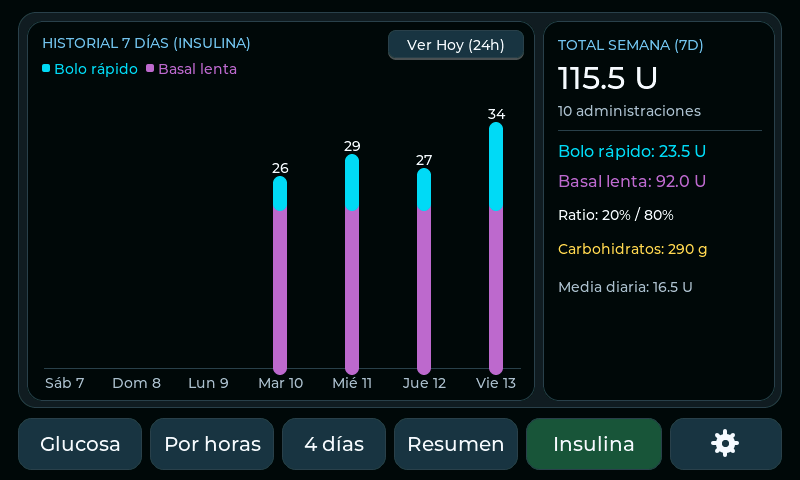 HISTORIAL 7 DÍAS (INSULINA)
Ver Hoy (24h)
Bolo rápido
Basal lenta
34
29
27
26
Sáb 7
Dom 8
Lun 9
Mar 10
Mié 11
Jue 12
Vie 13
TOTAL SEMANA (7D)
115.5 U
10 administraciones
Bolo rápido: 23.5 U
Basal lenta: 92.0 U
Ratio: 20% / 80%
Carbohidratos: 290 g
Media diaria: 16.5 U
Glucosa
Por horas
4 días
Resumen
Insulina